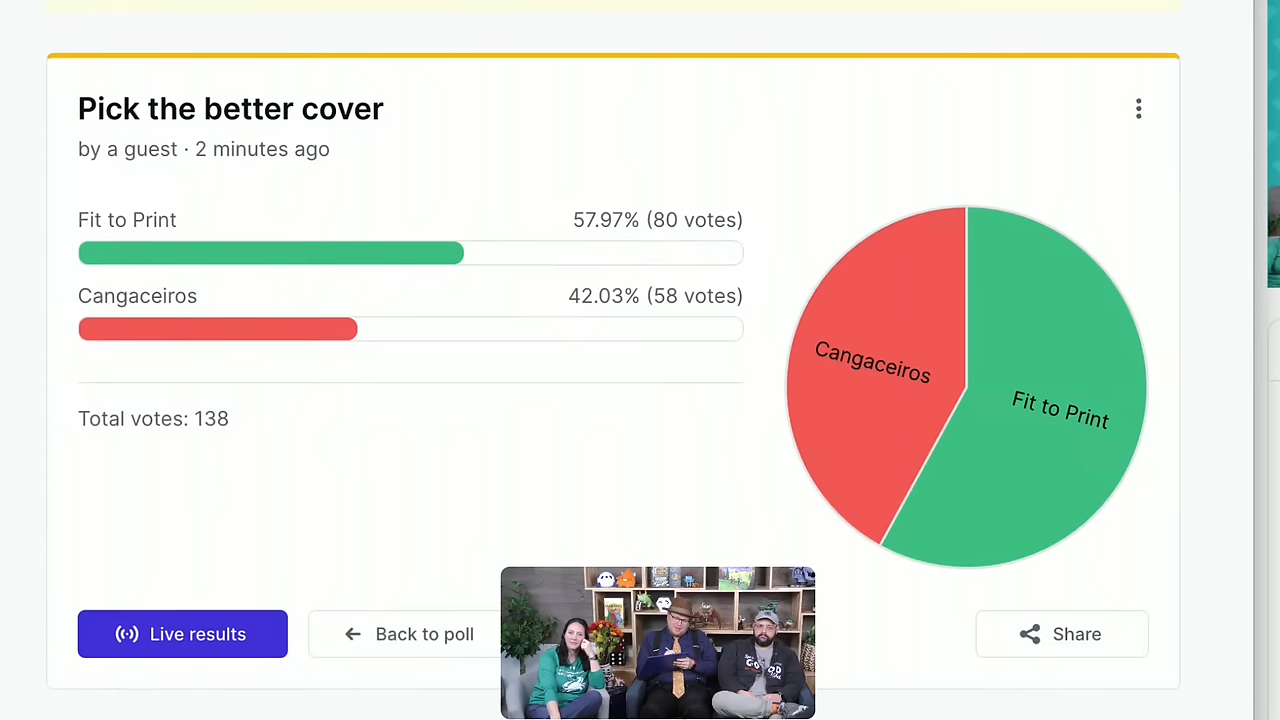 Pick the better cover
by a guest · 2 minutes ago
Fit to Print 57.97% (80 votes)
Cangaceiros 42.03% (58 votes)
Total votes: 138
Cangaceiros
Fit to Print
Live results
Back to poll
Share